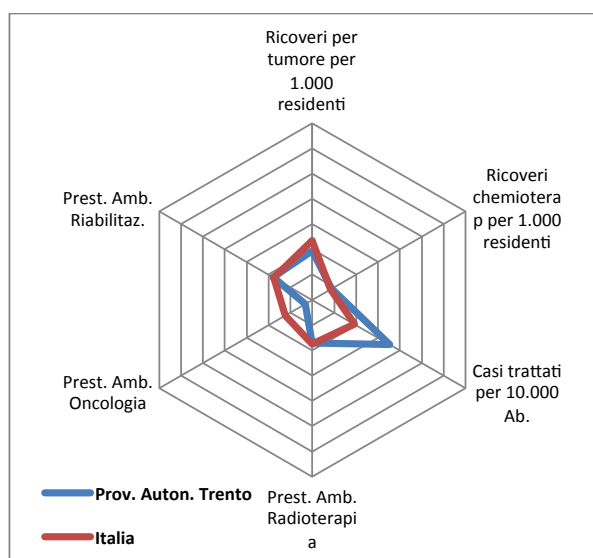 Ricoveri per
tumore per
1.000
residenti
Ricoveri
chemiotera
p per 1.000
residenti
Casi trattati
per 10.000
Ab.
Prest. Amb.
Radioterapi
a
Prest. Amb.
Oncologia
Prest. Amb.
Riabilitaz.
Prov. Auton. Trento
Italia